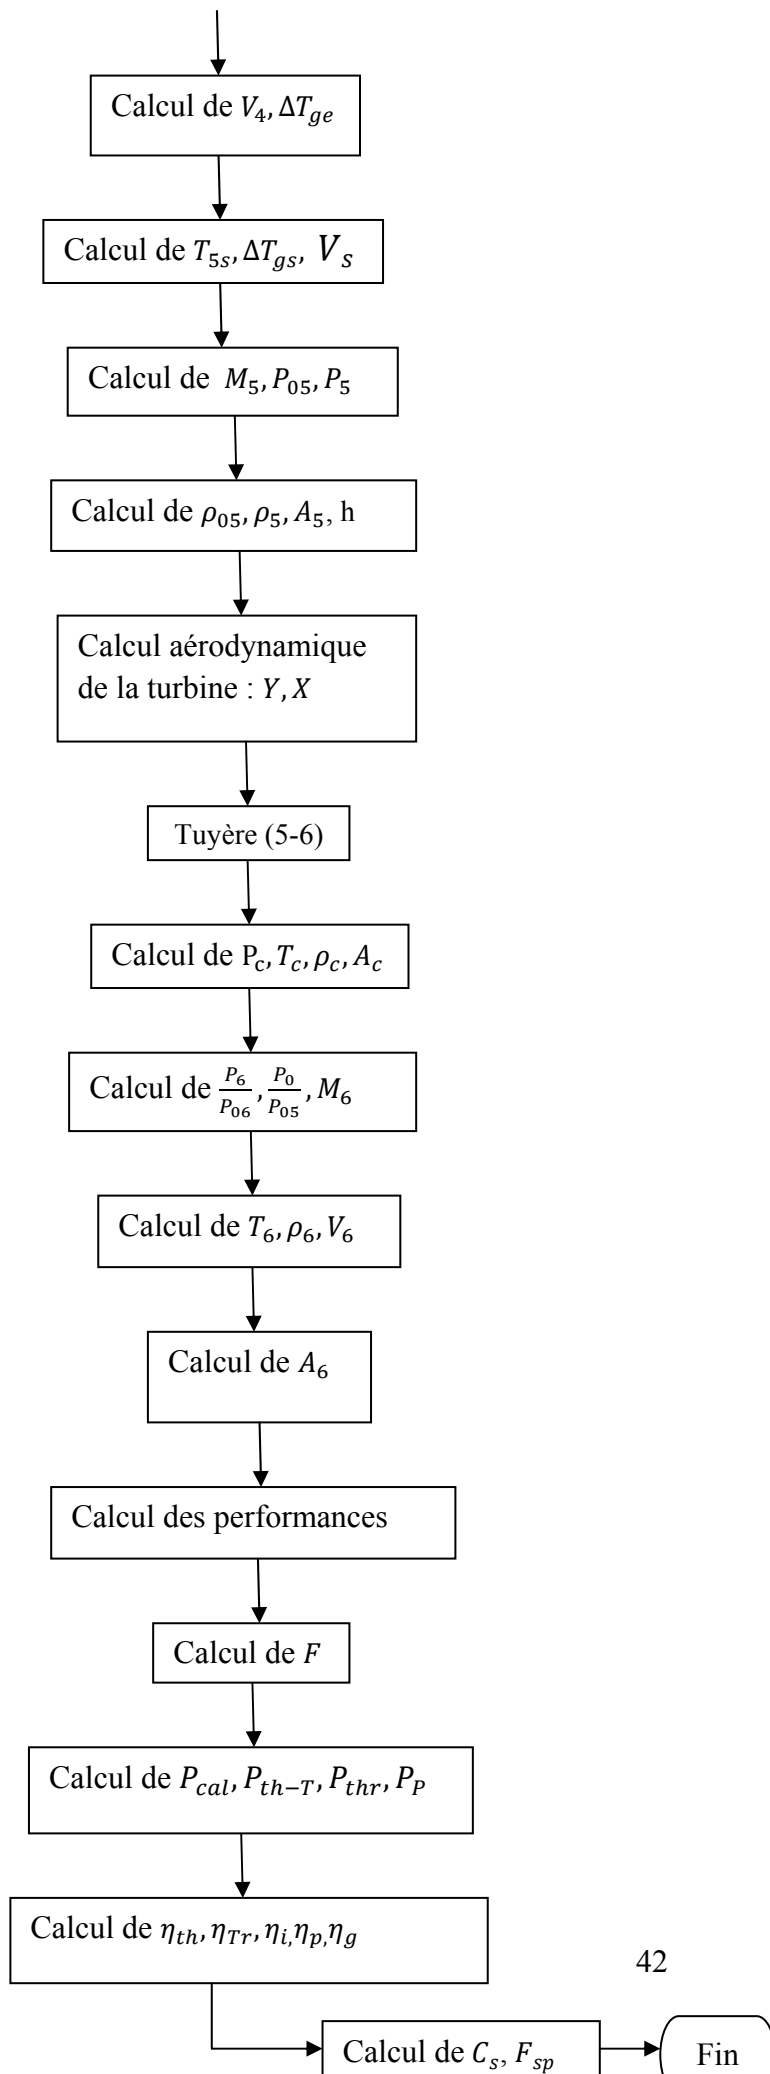 Calcul de V₄, ΔT_ge
Calcul de T₅ₛ, ΔT_gs, V_s
Calcul de M₅, P₀₅, P₅
Calcul de ρ₀₅, ρ₅, A₅, h
Calcul aérodynamique
de la turbine : Y, X
Tuyère (5-6)
Calcul de P_c, T_c, ρ_c, A_c
Calcul de P₆/P₀₆, P₀/P₀₅, M₆
Calcul de T₆, ρ₆, V₆
Calcul de A₆
Calcul des performances
Calcul de F
Calcul de P_cal, P_th−T, P_thr, P_P
Calcul de η_th, η_Tr, η_i, η_p, η_g
42
Calcul de C_s, F_sp
Fin